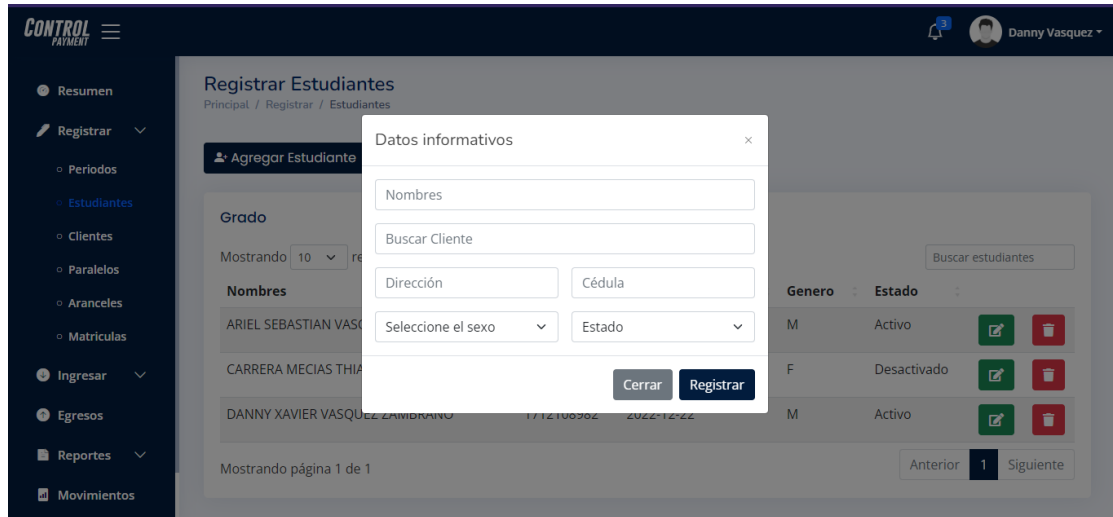 CONTROL
PAYMENT
3
Danny Vasquez
Resumen
Registrar
Periodos
Estudiantes
Clientes
Paralelos
Aranceles
Matriculas
Ingresar
Egresos
Reportes
Movimientos
Registrar Estudiantes
Principal / Registrar / Estudiantes
Agregar Estudiante
Grado
Mostrando 10
Buscar estudiantes
Nombres Genero Estado
ARIEL SEBASTIAN M Activo
CARRERA MECIAS F Desactivado
DANNY XAVIER VASQUEZ ZAMBRANO 1712108982 2022-12-22 M Activo
Mostrando página 1 de 1
Anterior 1 Siguiente
Datos informativos ×
Nombres
Buscar Cliente
Dirección Cédula
Seleccione el sexo Estado
Cerrar Registrar